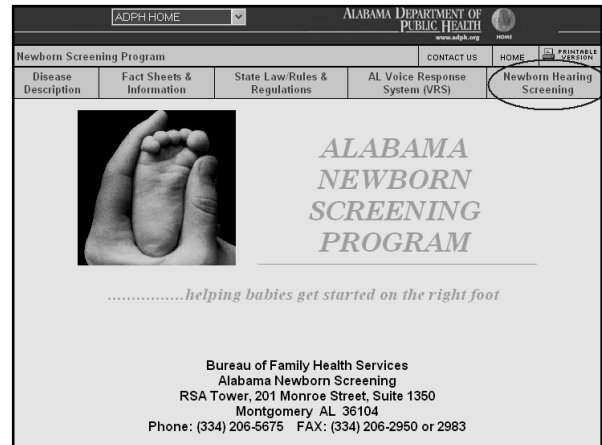 ADPH HOME
ALABAMA DEPARTMENT OF
PUBLIC HEALTH
www.adph.org
HOME
Newborn Screening Program
CONTACT US
HOME
PRINTABLE
VERSION
Disease
Description
Fact Sheets &
Information
State Law/Rules &
Regulations
AL Voice Response
System (VRS)
Newborn Hearing
Screening
ALABAMA
NEWBORN
SCREENING
PROGRAM
................helping babies get started on the right foot
Bureau of Family Health Services
Alabama Newborn Screening
RSA Tower, 201 Monroe Street, Suite 1350
Montgomery AL 36104
Phone: (334) 206-5675 FAX: (334) 206-2950 or 2983